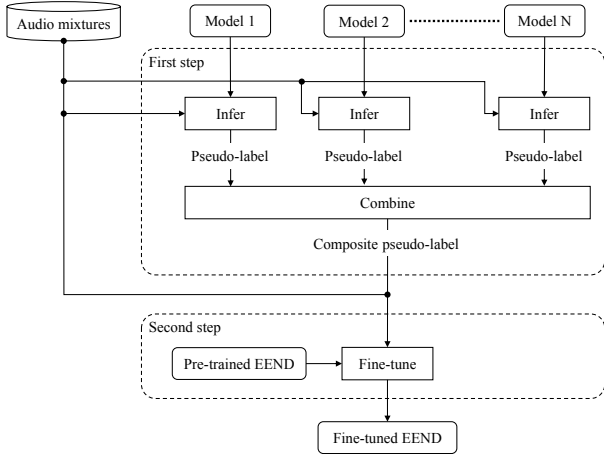 Audio mixtures
Model 1
Model 2
Model N
First step
Infer
Infer
Infer
Pseudo-label
Pseudo-label
Pseudo-label
Combine
Composite pseudo-label
Second step
Pre-trained EEND
Fine-tune
Fine-tuned EEND